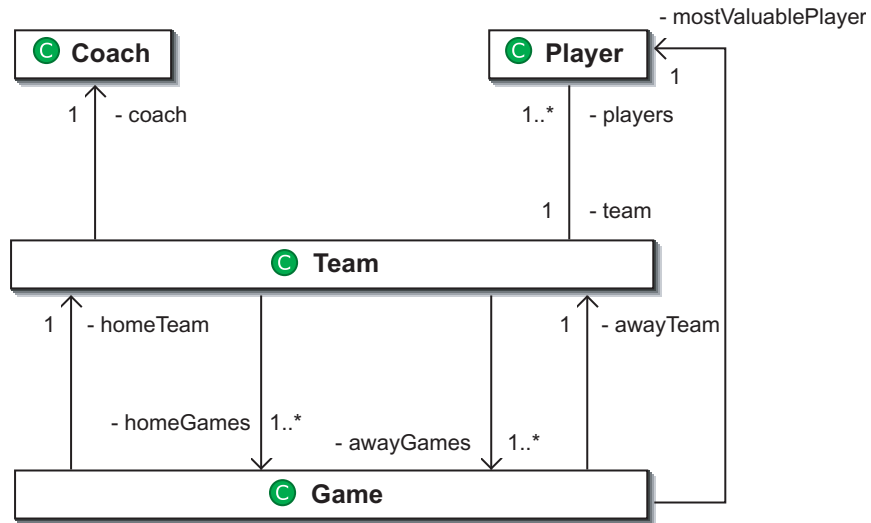 - mostValuablePlayer
C Coach
C Player
1
1 - coach
1..* - players
1 - team
C Team
1 - homeTeam
1 - awayTeam
- homeGames 1..*
- awayGames 1..*
C Game